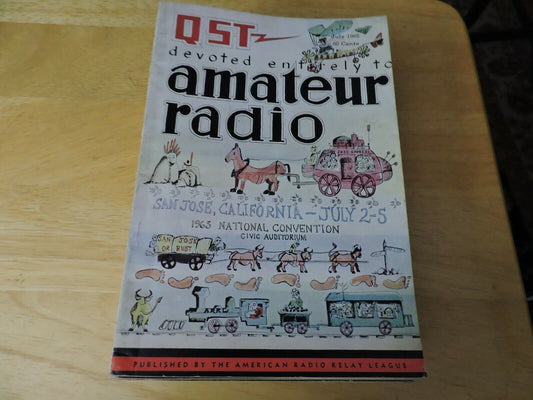 QST
July 1965
50 Cents
devoted entirely to
amateur
radio
SAN JOSE, CALIFORNIA - JULY 2-5
1965 NATIONAL CONVENTION
CIVIC AUDITORIUM
SAN JOSE
OR BUST
PUBLISHED BY THE AMERICAN RADIO RELAY LEAGUE